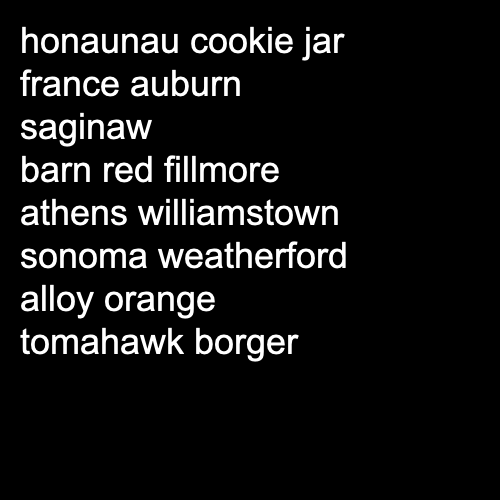 honaunau cookie jar
france auburn
saginaw
barn red fillmore
athens williamstown
sonoma weatherford
alloy orange
tomahawk borger